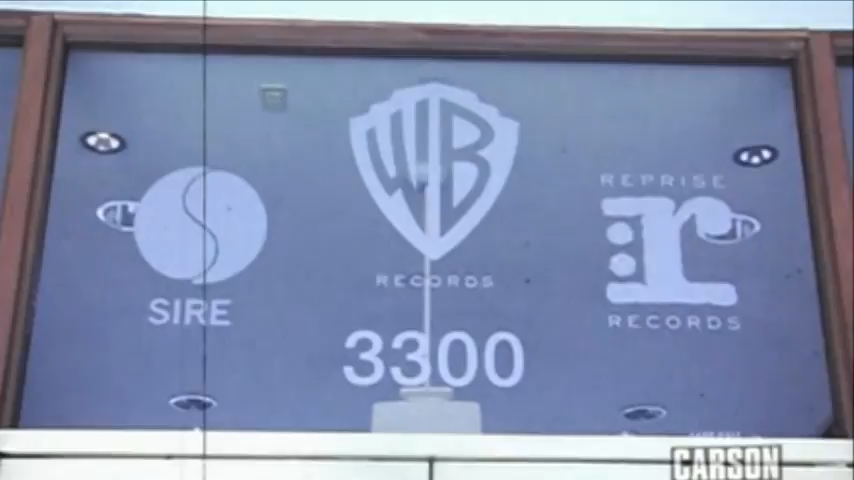 WB
RECORDS
3300
S
SIRE
REPRISE
r
RECORDS
CARSON